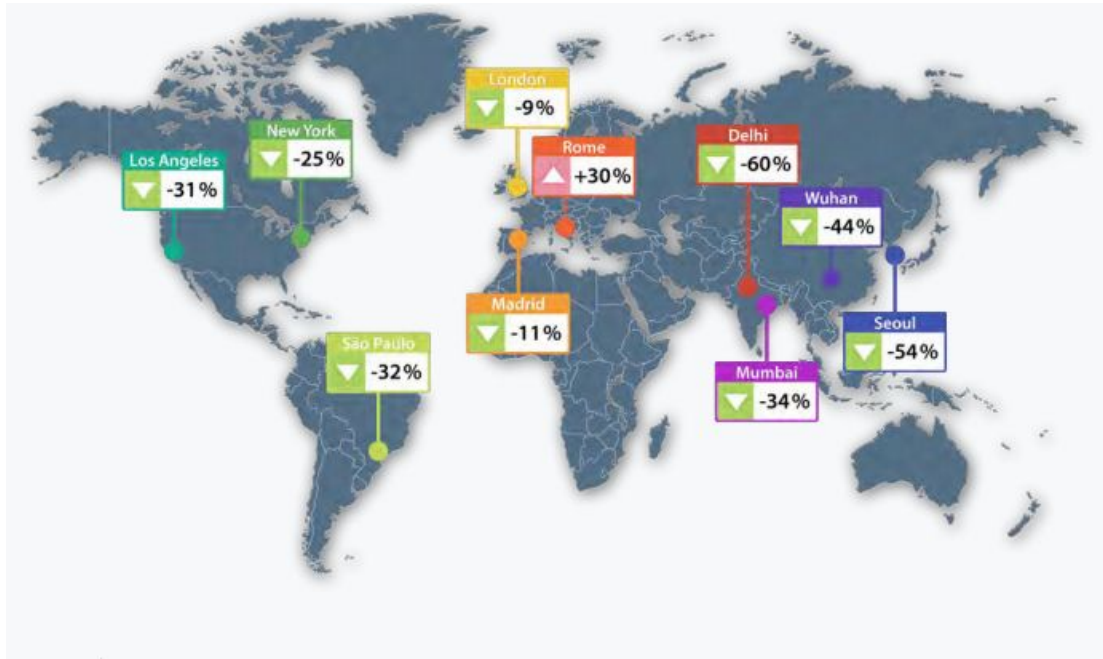 London
-9%
New York
-25%
Delhi
-60%
Rome
+30%
Los Angeles
-31%
Wuhan
-44%
Madrid
-11%
Seoul
-54%
São Paulo
-32%
Mumbai
-34%